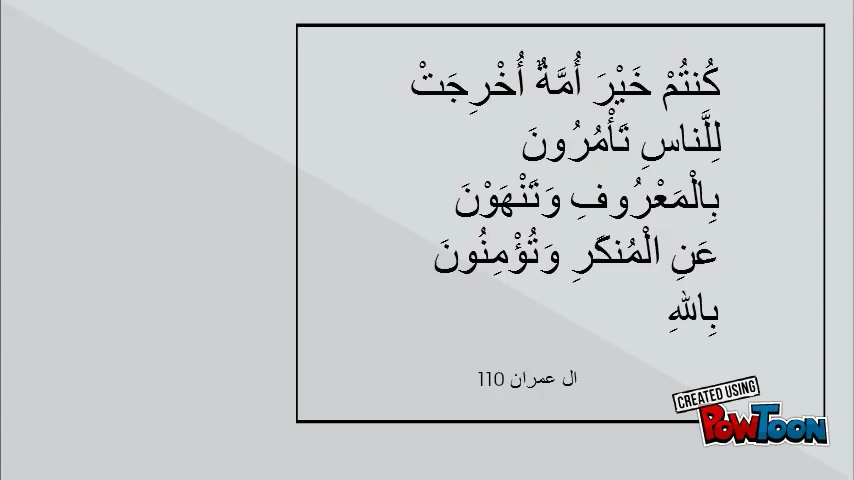 كُنتُمْ خَيْرَ أُمَّةٌ أُخْرِجَتْ
لِلَّناسِ تَأْمُرُونَ
بِالْمَعْرُوفِ وَتَنْهَوْنَ
عَنِ الْمُنكَرِ وَتُؤْمِنُونَ
بِاللهِ
ال عمران 110
CREATED USING
PowToon